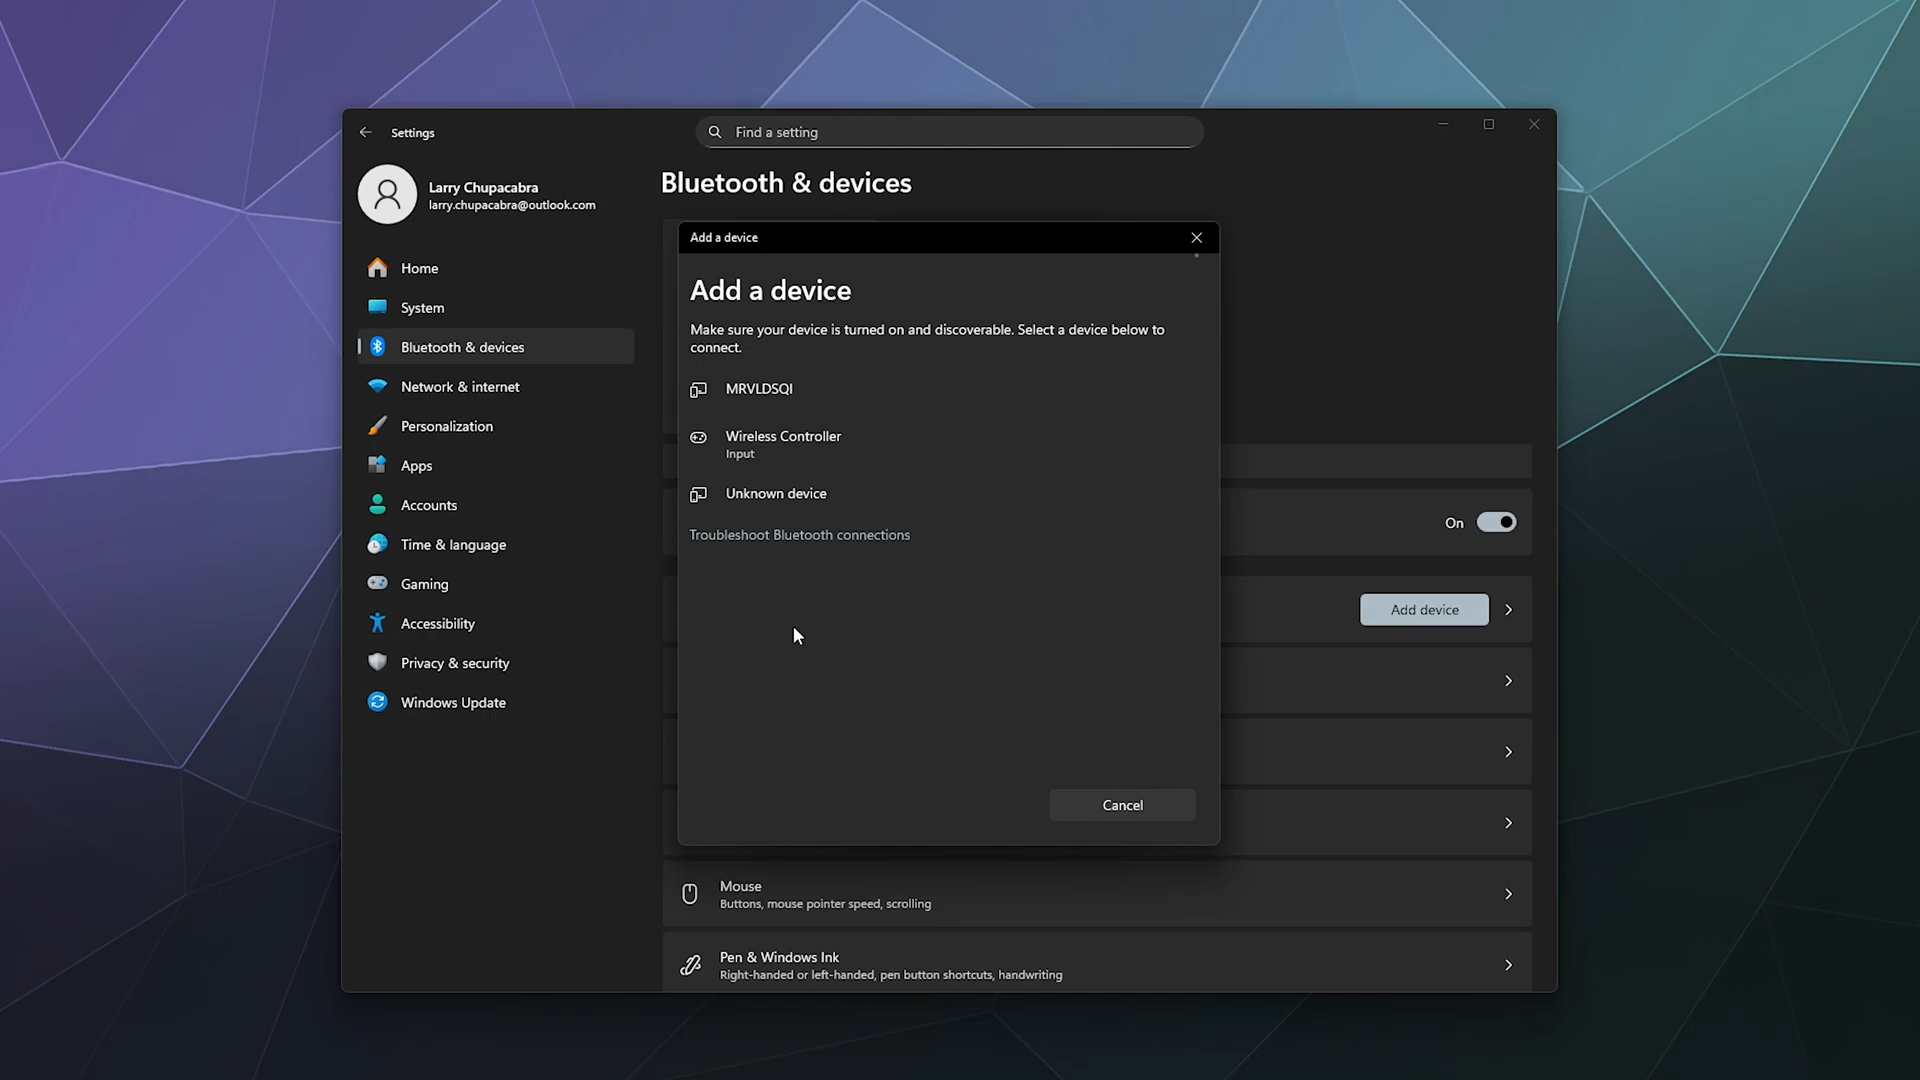 Settings
Find a setting
Larry Chupacabra
larry.chupacabra@outlook.com
Home
System
Bluetooth & devices
Network & internet
Personalization
Apps
Accounts
Time & language
Gaming
Accessibility
Privacy & security
Windows Update
Bluetooth & devices
Add a device
Add a device
Make sure your device is turned on and discoverable. Select a device below to
connect.
MRVLDSQI
Wireless Controller
Input
Unknown device
Troubleshoot Bluetooth connections
Cancel
On
Add device
Mouse
Buttons, mouse pointer speed, scrolling
Pen & Windows Ink
Right-handed or left-handed, pen button shortcuts, handwriting